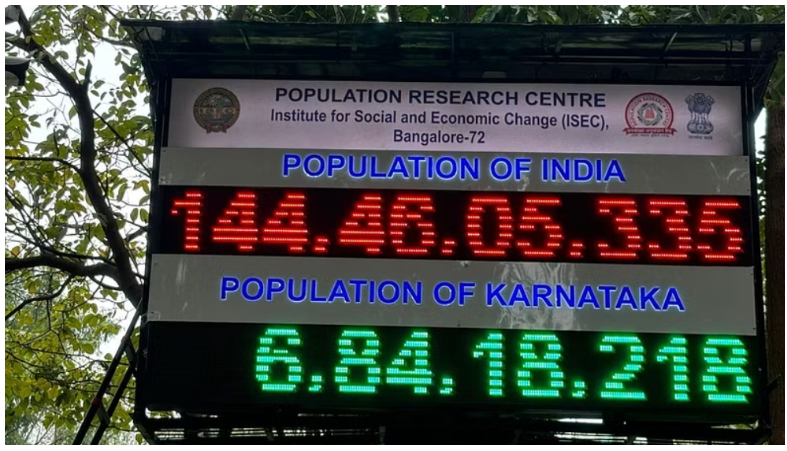 POPULATION RESEARCH CENTRE
Institute for Social and Economic Change (ISEC),
Bangalore-72
POPULATION OF INDIA
144.46.05.335
POPULATION OF KARNATAKA
6.84.18.218